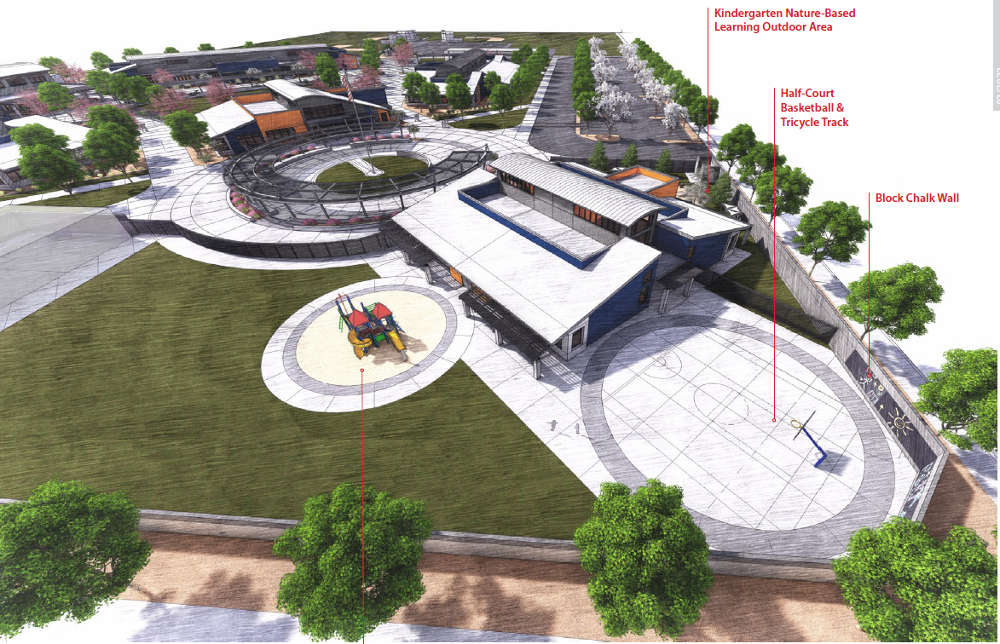 Kindergarten Nature-Based
Learning Outdoor Area
Half-Court
Basketball &
Tricycle Track
Block Chalk Wall